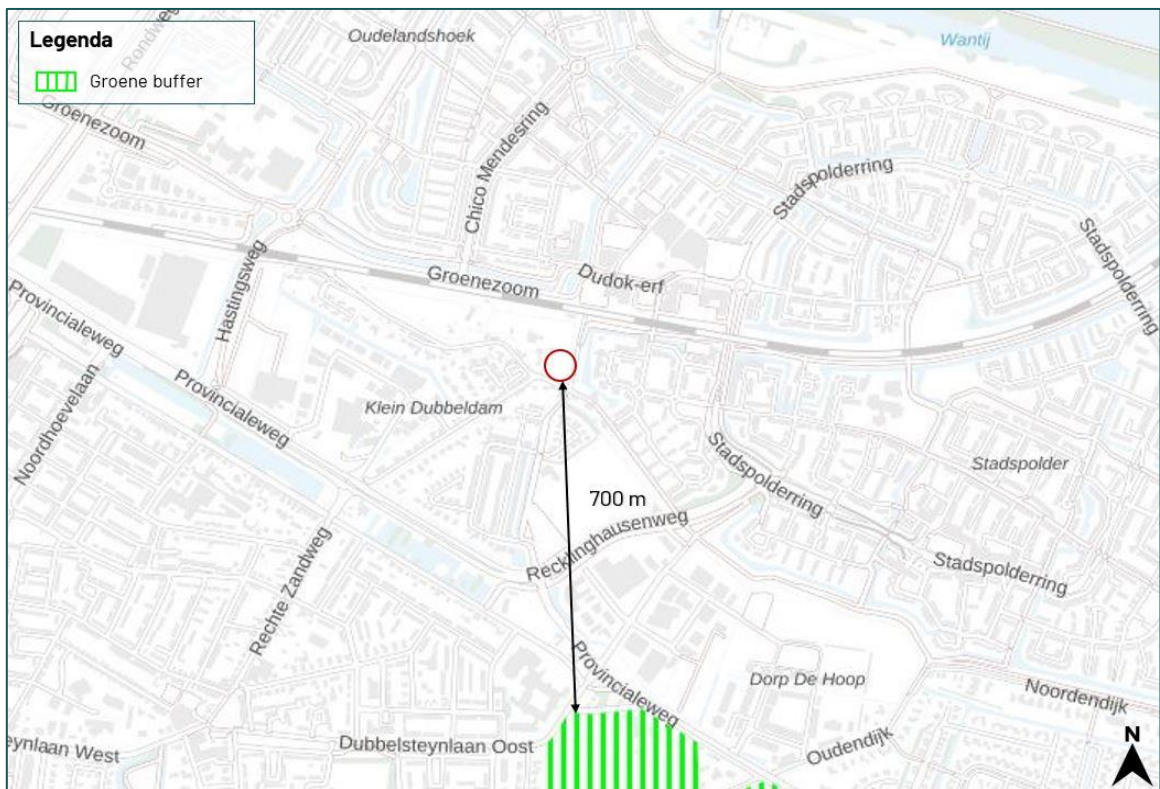 Legenda
Groene buffer
Rondweg
Oudelandshoek
Wantij
Groenezoom
Chico Mendesring
Stadspolderring
Stadspolderring
Hastingsweg
Groenezoom
Dudok-erf
Provincialeweg
Noordhoevelaan
Provincialeweg
Klein Dubbeldam
Stadspolderring
Stadspolder
700 m
Recklinghausenweg
Rechte Zandweg
Stadspolderring
Provincialeweg
Dorp De Hoop
Noordendijk
eynlaan West
Dubbelsteynlaan Oost
Oudendijk
N